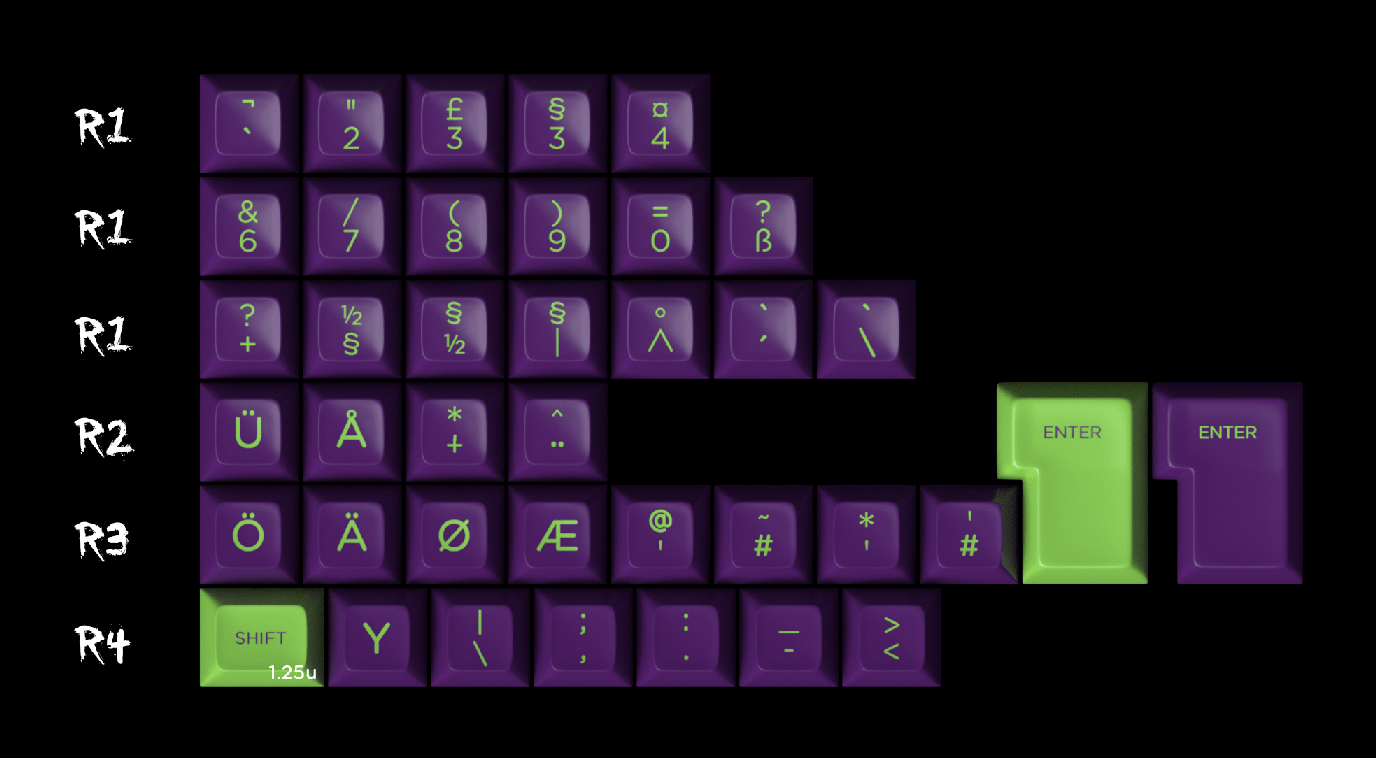 R1 ¬ " £ § ¤
` 2 3 3 4
R1 & / ( ) = ?
6 7 8 9 0 ß
R1 ? ½ § § ° ` `
+ § ½ | ^ ´ \
R2 Ü Å * ^ ENTER ENTER
+ ¨
R3 Ö Ä Ø Æ @ ~ * '
' # ' #
R4 SHIFT Y | ; : _ >
\ , . - <
1.25u